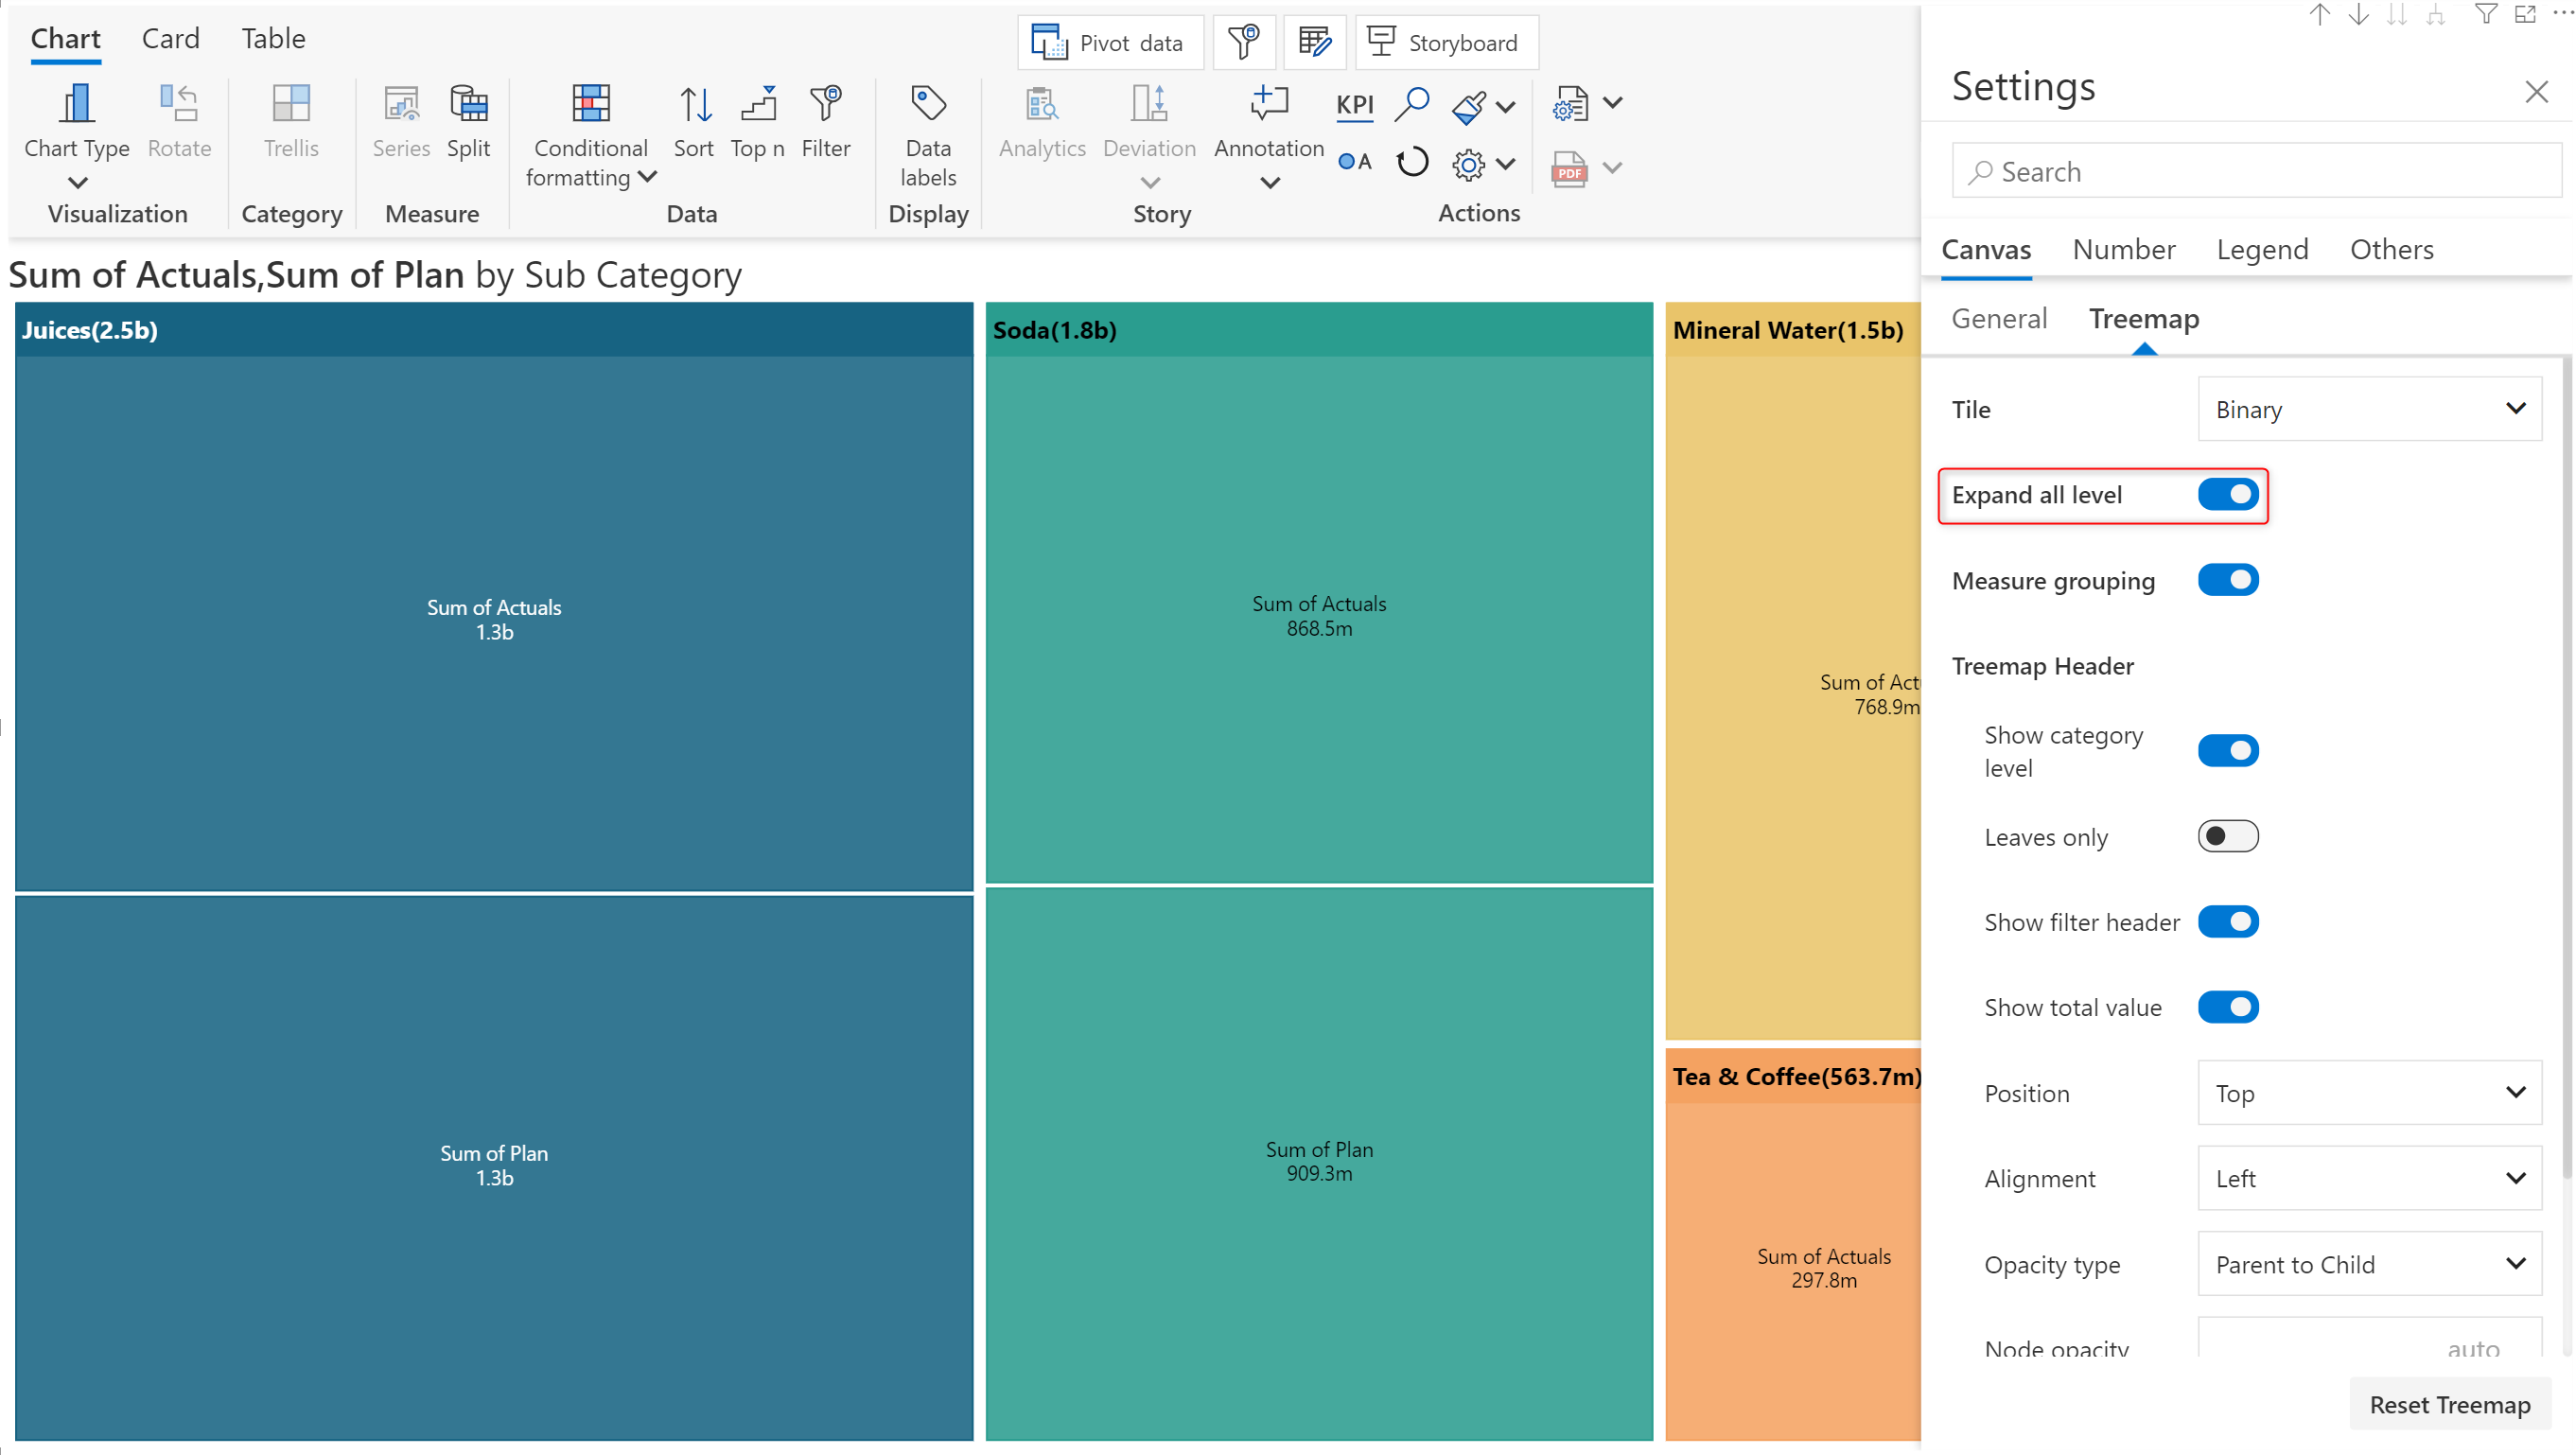 Chart Card Table
Pivot data
Storyboard
Chart Type
Rotate
Trellis
Series
Split
Conditional
formatting
Sort
Top n
Filter
Data
labels
Analytics
Deviation
Annotation
KPI
A
PDF
Visualization
Category
Measure
Data
Display
Story
Actions
Sum of Actuals,Sum of Plan by Sub Category
Juices(2.5b)
Sum of Actuals
1.3b
Sum of Plan
1.3b
Soda(1.8b)
Sum of Actuals
868.5m
Sum of Plan
909.3m
Mineral Water(1.5b)
Sum of Actu
768.9m
Tea & Coffee(563.7m)
Sum of Actuals
297.8m
Settings
Search
Canvas Number Legend Others
General Treemap
Tile Binary
Expand all level
Measure grouping
Treemap Header
Show category
level
Leaves only
Show filter header
Show total value
Position Top
Alignment Left
Opacity type Parent to Child
Node opacity auto
Reset Treemap